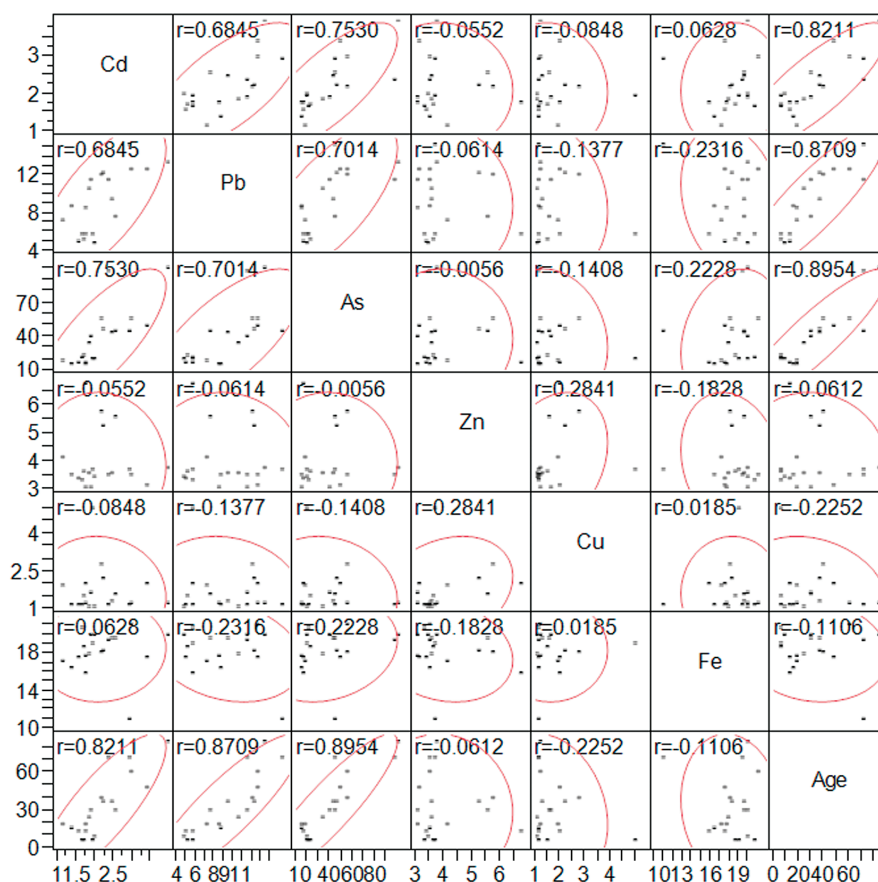 Cd r=0.6845 r=0.7530 r=-0.0552 r=-0.0848 r=0.0628 r=0.8211
3
2
1
r=0.6845 Pb r=0.7014 r=-0.0614 r=-0.1377 r=-0.2316 r=0.8709
12
8
4
r=0.7530 r=0.7014 As r=-0.0056 r=-0.1408 r=0.2228 r=0.8954
70
40
10
r=-0.0552 r=-0.0614 r=-0.0056 Zn r=0.2841 r=-0.1828 r=-0.0612
6
5
4
3
r=-0.0848 r=-0.1377 r=-0.1408 r=0.2841 Cu r=0.0185 r=-0.2252
4
2.5
1
r=0.0628 r=-0.2316 r=0.2228 r=-0.1828 r=0.0185 Fe r=-0.1106
18
14
10
r=0.8211 r=0.8709 r=0.8954 r=-0.0612 r=-0.2252 r=-0.1106 Age
60
30
0
11.5 2.5 4 6 8911 10 406080 3 4 5 6 1 2 3 4 1013 16 19 0 204060